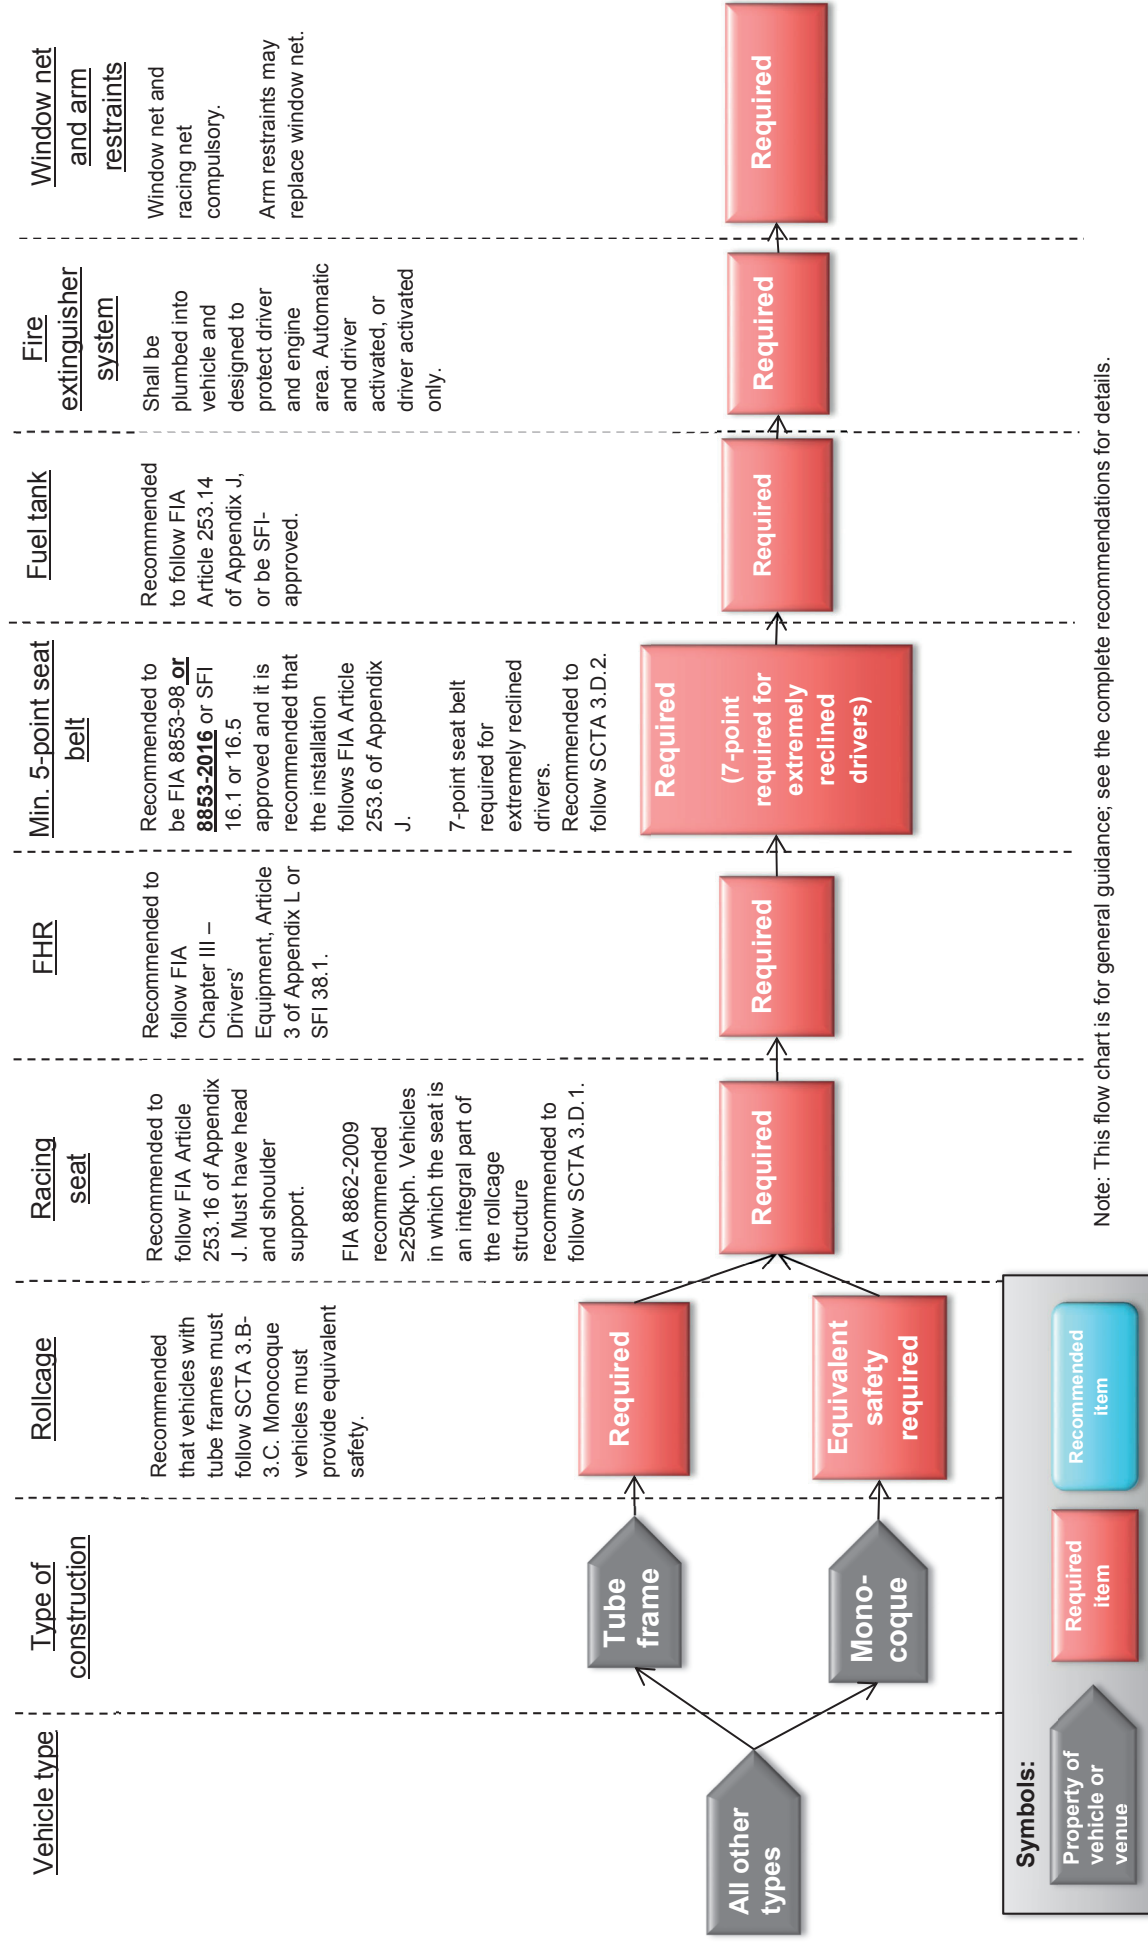 Vehicle type
Type of
construction
Rollcage
Racing
seat
FHR
Min. 5-point seat
belt
Fuel tank
Fire
extinguisher
system
Window net
and arm
restraints
Recommended
that vehicles with
tube frames must
follow SCTA 3.B-
3.C. Monocoque
vehicles must
provide equivalent
safety.
Recommended to
follow FIA Article
253.16 of Appendix
J. Must have head
and shoulder
support.
FIA 8862-2009
recommended
≥250kph. Vehicles
in which the seat is
an integral part of
the rollcage
structure
recommended to
follow SCTA 3.D.1.
Recommended to
follow FIA
Chapter III –
Drivers’
Equipment, Article
3 of Appendix L or
SFI 38.1.
Recommended to
be FIA 8853-98 or
8853-2016 or SFI
16.1 or 16.5
approved and it is
recommended that
the installation
follows FIA Article
253.6 of Appendix
J.
7-point seat belt
required for
extremely reclined
drivers.
Recommended to
follow SCTA 3.D.2.
Recommended
to follow FIA
Article 253.14
of Appendix J,
or be SFI-
approved.
Shall be
plumbed into
vehicle and
designed to
protect driver
and engine
area. Automatic
and driver
activated, or
driver activated
only.
Window net and
racing net
compulsory.
Arm restraints may
replace window net.
All other
types
Tube
frame
Mono-
coque
Required
Equivalent
safety
required
Required
Required
Required
(7-point
required for
extremely
reclined
drivers)
Required
Required
Required
Symbols:
Property of
vehicle or
venue
Required
item
Recommended
item
Note: This flow chart is for general guidance; see the complete recommendations for details.